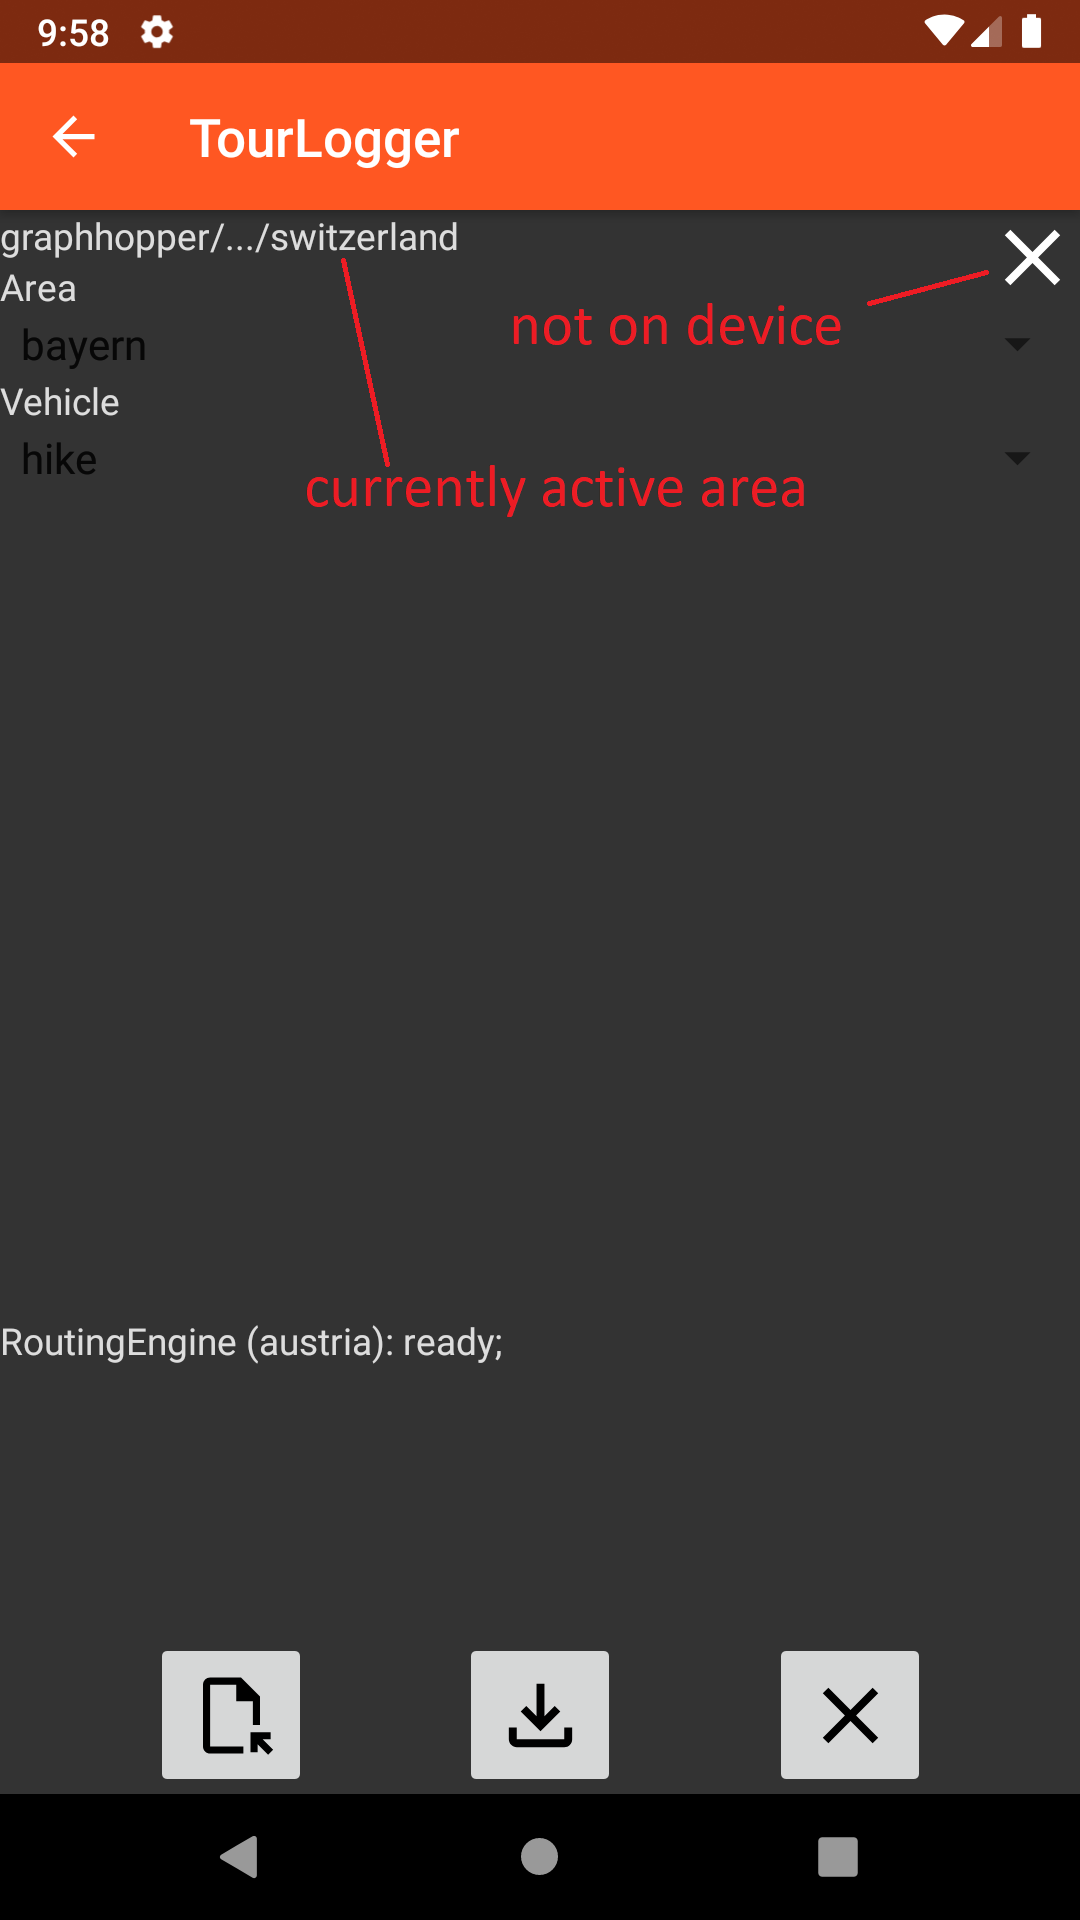 9:58
TourLogger
graphhopper/.../switzerland
Area
not on device
bayern
Vehicle
hike
currently active area
RoutingEngine (austria): ready;